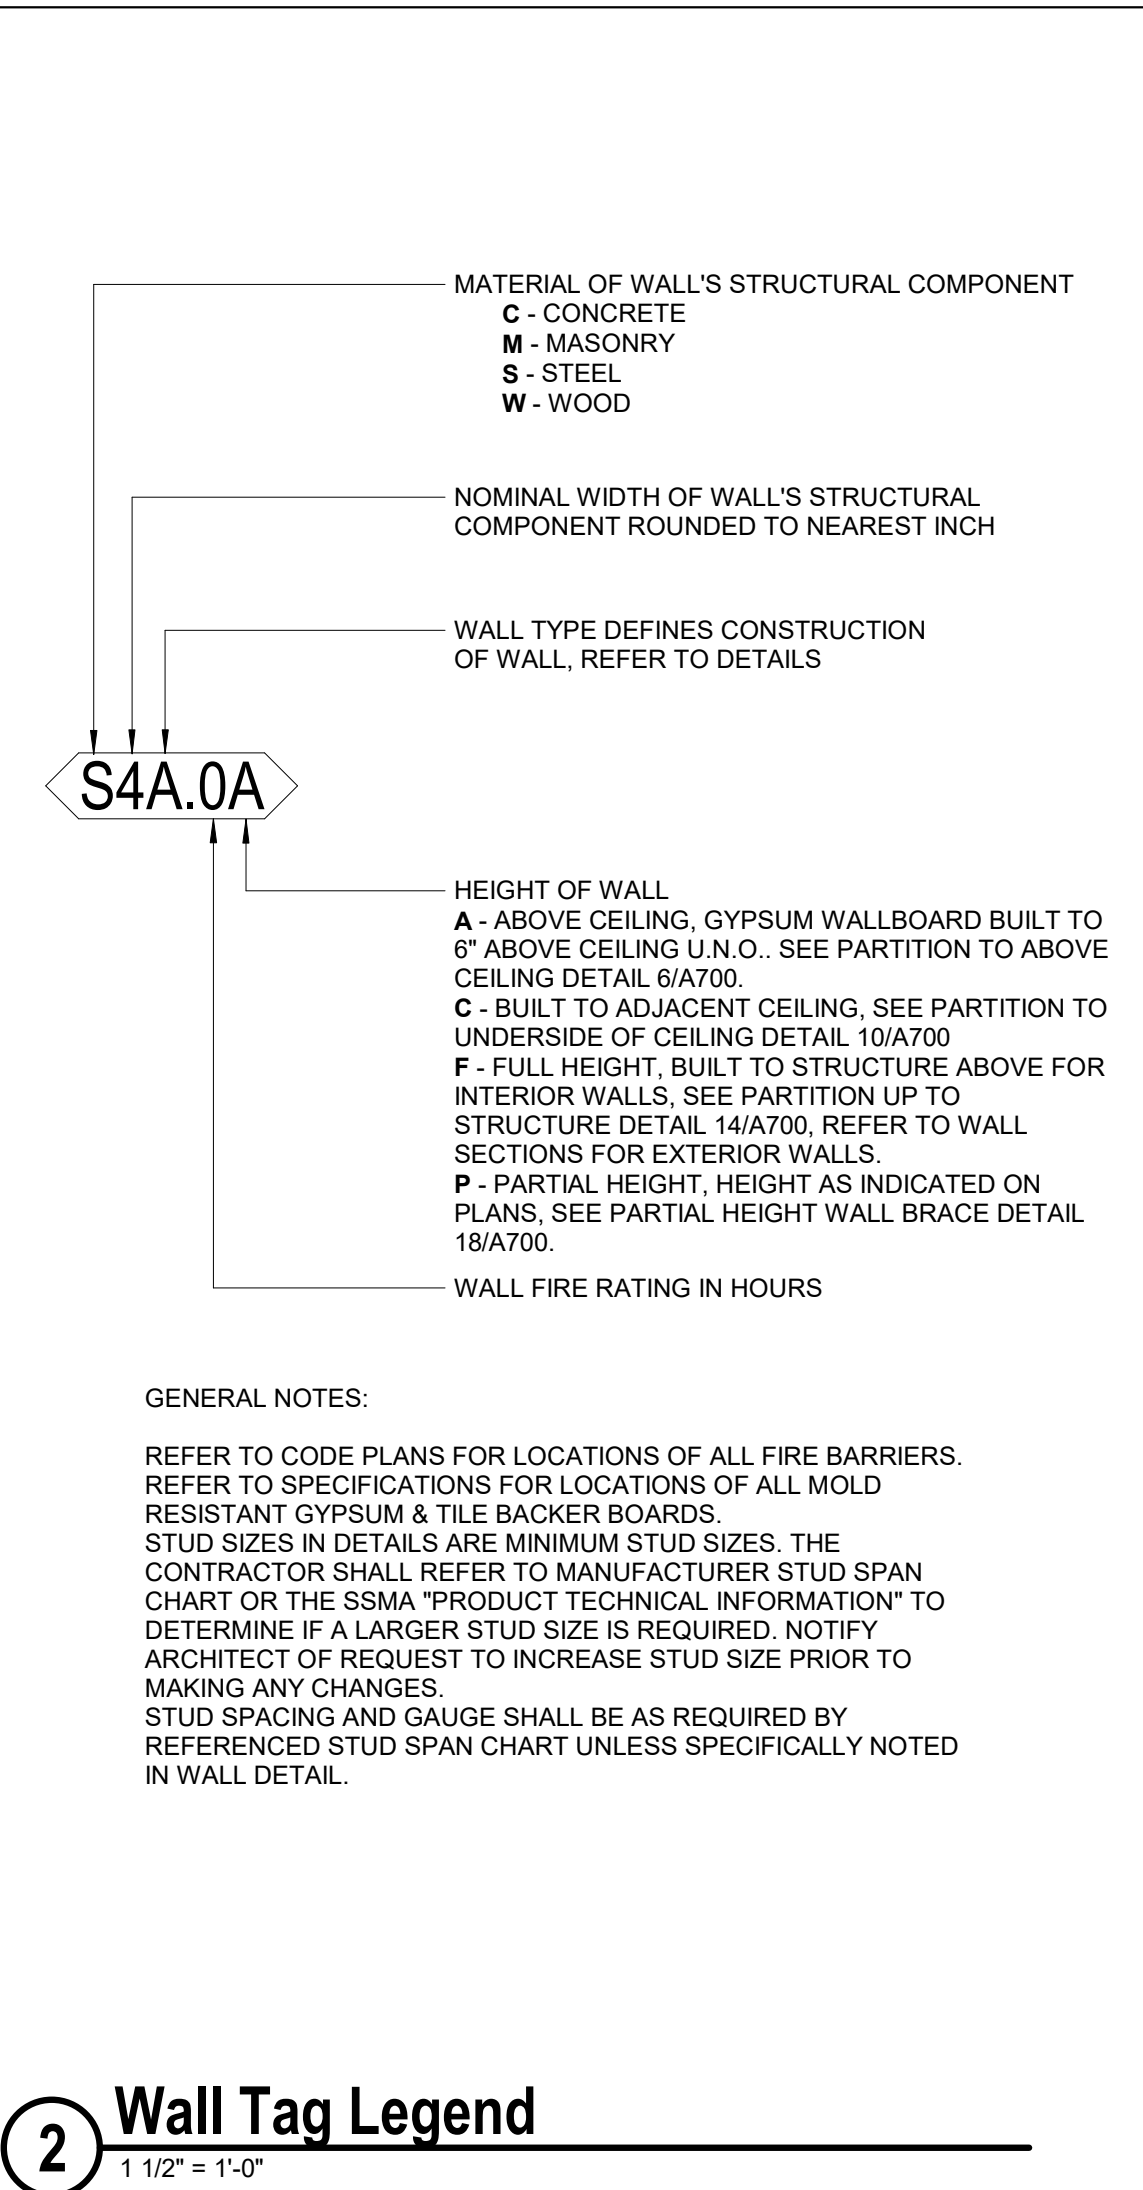 MATERIAL OF WALL'S STRUCTURAL COMPONENT
C - CONCRETE
M - MASONRY
S - STEEL
W - WOOD
NOMINAL WIDTH OF WALL'S STRUCTURAL
COMPONENT ROUNDED TO NEAREST INCH
WALL TYPE DEFINES CONSTRUCTION
OF WALL, REFER TO DETAILS
S4A.0A
HEIGHT OF WALL
A - ABOVE CEILING, GYPSUM WALLBOARD BUILT TO
6" ABOVE CEILING U.N.O.. SEE PARTITION TO ABOVE
CEILING DETAIL 6/A700.
C - BUILT TO ADJACENT CEILING, SEE PARTITION TO
UNDERSIDE OF CEILING DETAIL 10/A700
F - FULL HEIGHT, BUILT TO STRUCTURE ABOVE FOR
INTERIOR WALLS, SEE PARTITION UP TO
STRUCTURE DETAIL 14/A700, REFER TO WALL
SECTIONS FOR EXTERIOR WALLS.
P - PARTIAL HEIGHT, HEIGHT AS INDICATED ON
PLANS, SEE PARTIAL HEIGHT WALL BRACE DETAIL
18/A700.
WALL FIRE RATING IN HOURS
GENERAL NOTES:
REFER TO CODE PLANS FOR LOCATIONS OF ALL FIRE BARRIERS.
REFER TO SPECIFICATIONS FOR LOCATIONS OF ALL MOLD
RESISTANT GYPSUM & TILE BACKER BOARDS.
STUD SIZES IN DETAILS ARE MINIMUM STUD SIZES. THE
CONTRACTOR SHALL REFER TO MANUFACTURER STUD SPAN
CHART OR THE SSMA "PRODUCT TECHNICAL INFORMATION" TO
DETERMINE IF A LARGER STUD SIZE IS REQUIRED. NOTIFY
ARCHITECT OF REQUEST TO INCREASE STUD SIZE PRIOR TO
MAKING ANY CHANGES.
STUD SPACING AND GAUGE SHALL BE AS REQUIRED BY
REFERENCED STUD SPAN CHART UNLESS SPECIFICALLY NOTED
IN WALL DETAIL.
2 Wall Tag Legend
1 1/2" = 1'-0"